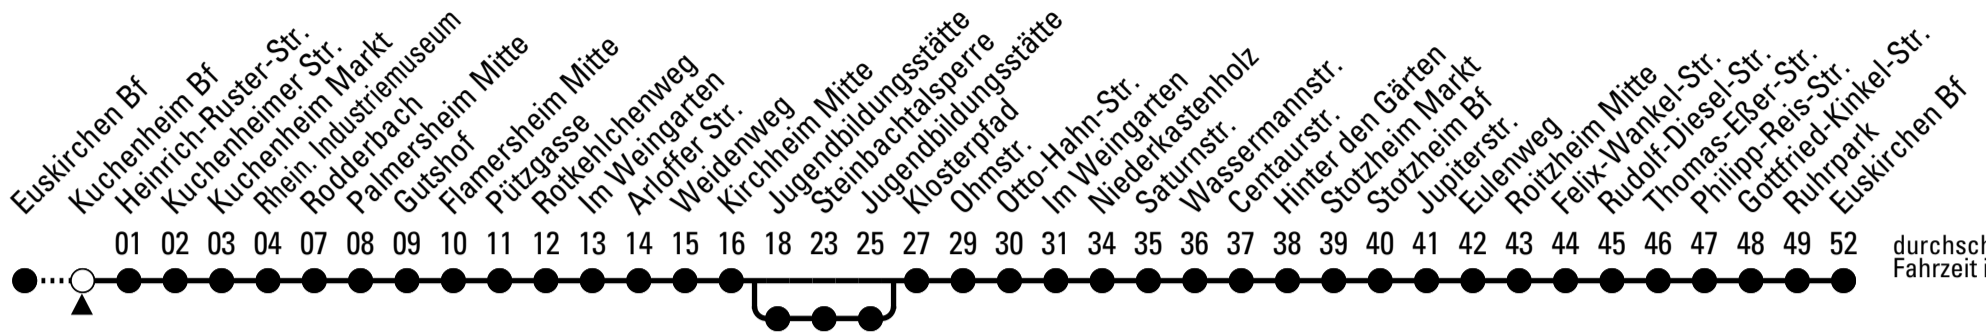 Euskirchen Bf
Kuchenheim Bf
Heinrich-Ruster-Str.
Kuchenheimer Str.
Kuchenheim Markt
Rhein. Industriemuseum
Rodderbach
Palmersheim Mitte
Gutshof
Flamersheim Mitte
Pützgasse
Rotkehlchenweg
Im Weingarten
Arloffer Str.
Weidenweg
Kirchheim Mitte
Jugendbildungsstätte
Steinbachtalsperre
Jugendbildungsstätte
Klosterpfad
Ohmstr.
Otto-Hahn-Str.
Im Weingarten
Niederkastenholz
Saturnstr.
Wassermannstr.
Centaurstr.
Hinter den Gärten
Stotzheim Markt
Stotzheim Bf
Jupiterstr.
Eulenweg
Roitzheim Mitte
Felix-Wankel-Str.
Rudolf-Diesel-Str.
Thomas-Eßer-Str.
Philipp-Reis-Str.
Gottfried-Kinkel-Str.
Ruhrpark
Euskirchen Bf
01 02 03 04 07 08 09 10 11 12 13 14 15 16 18 23 25 27 29 30 31 34 35 36 37 38 39 40 41 42 43 44 45 46 47 48 49 52
durchsch
Fahrzeit i